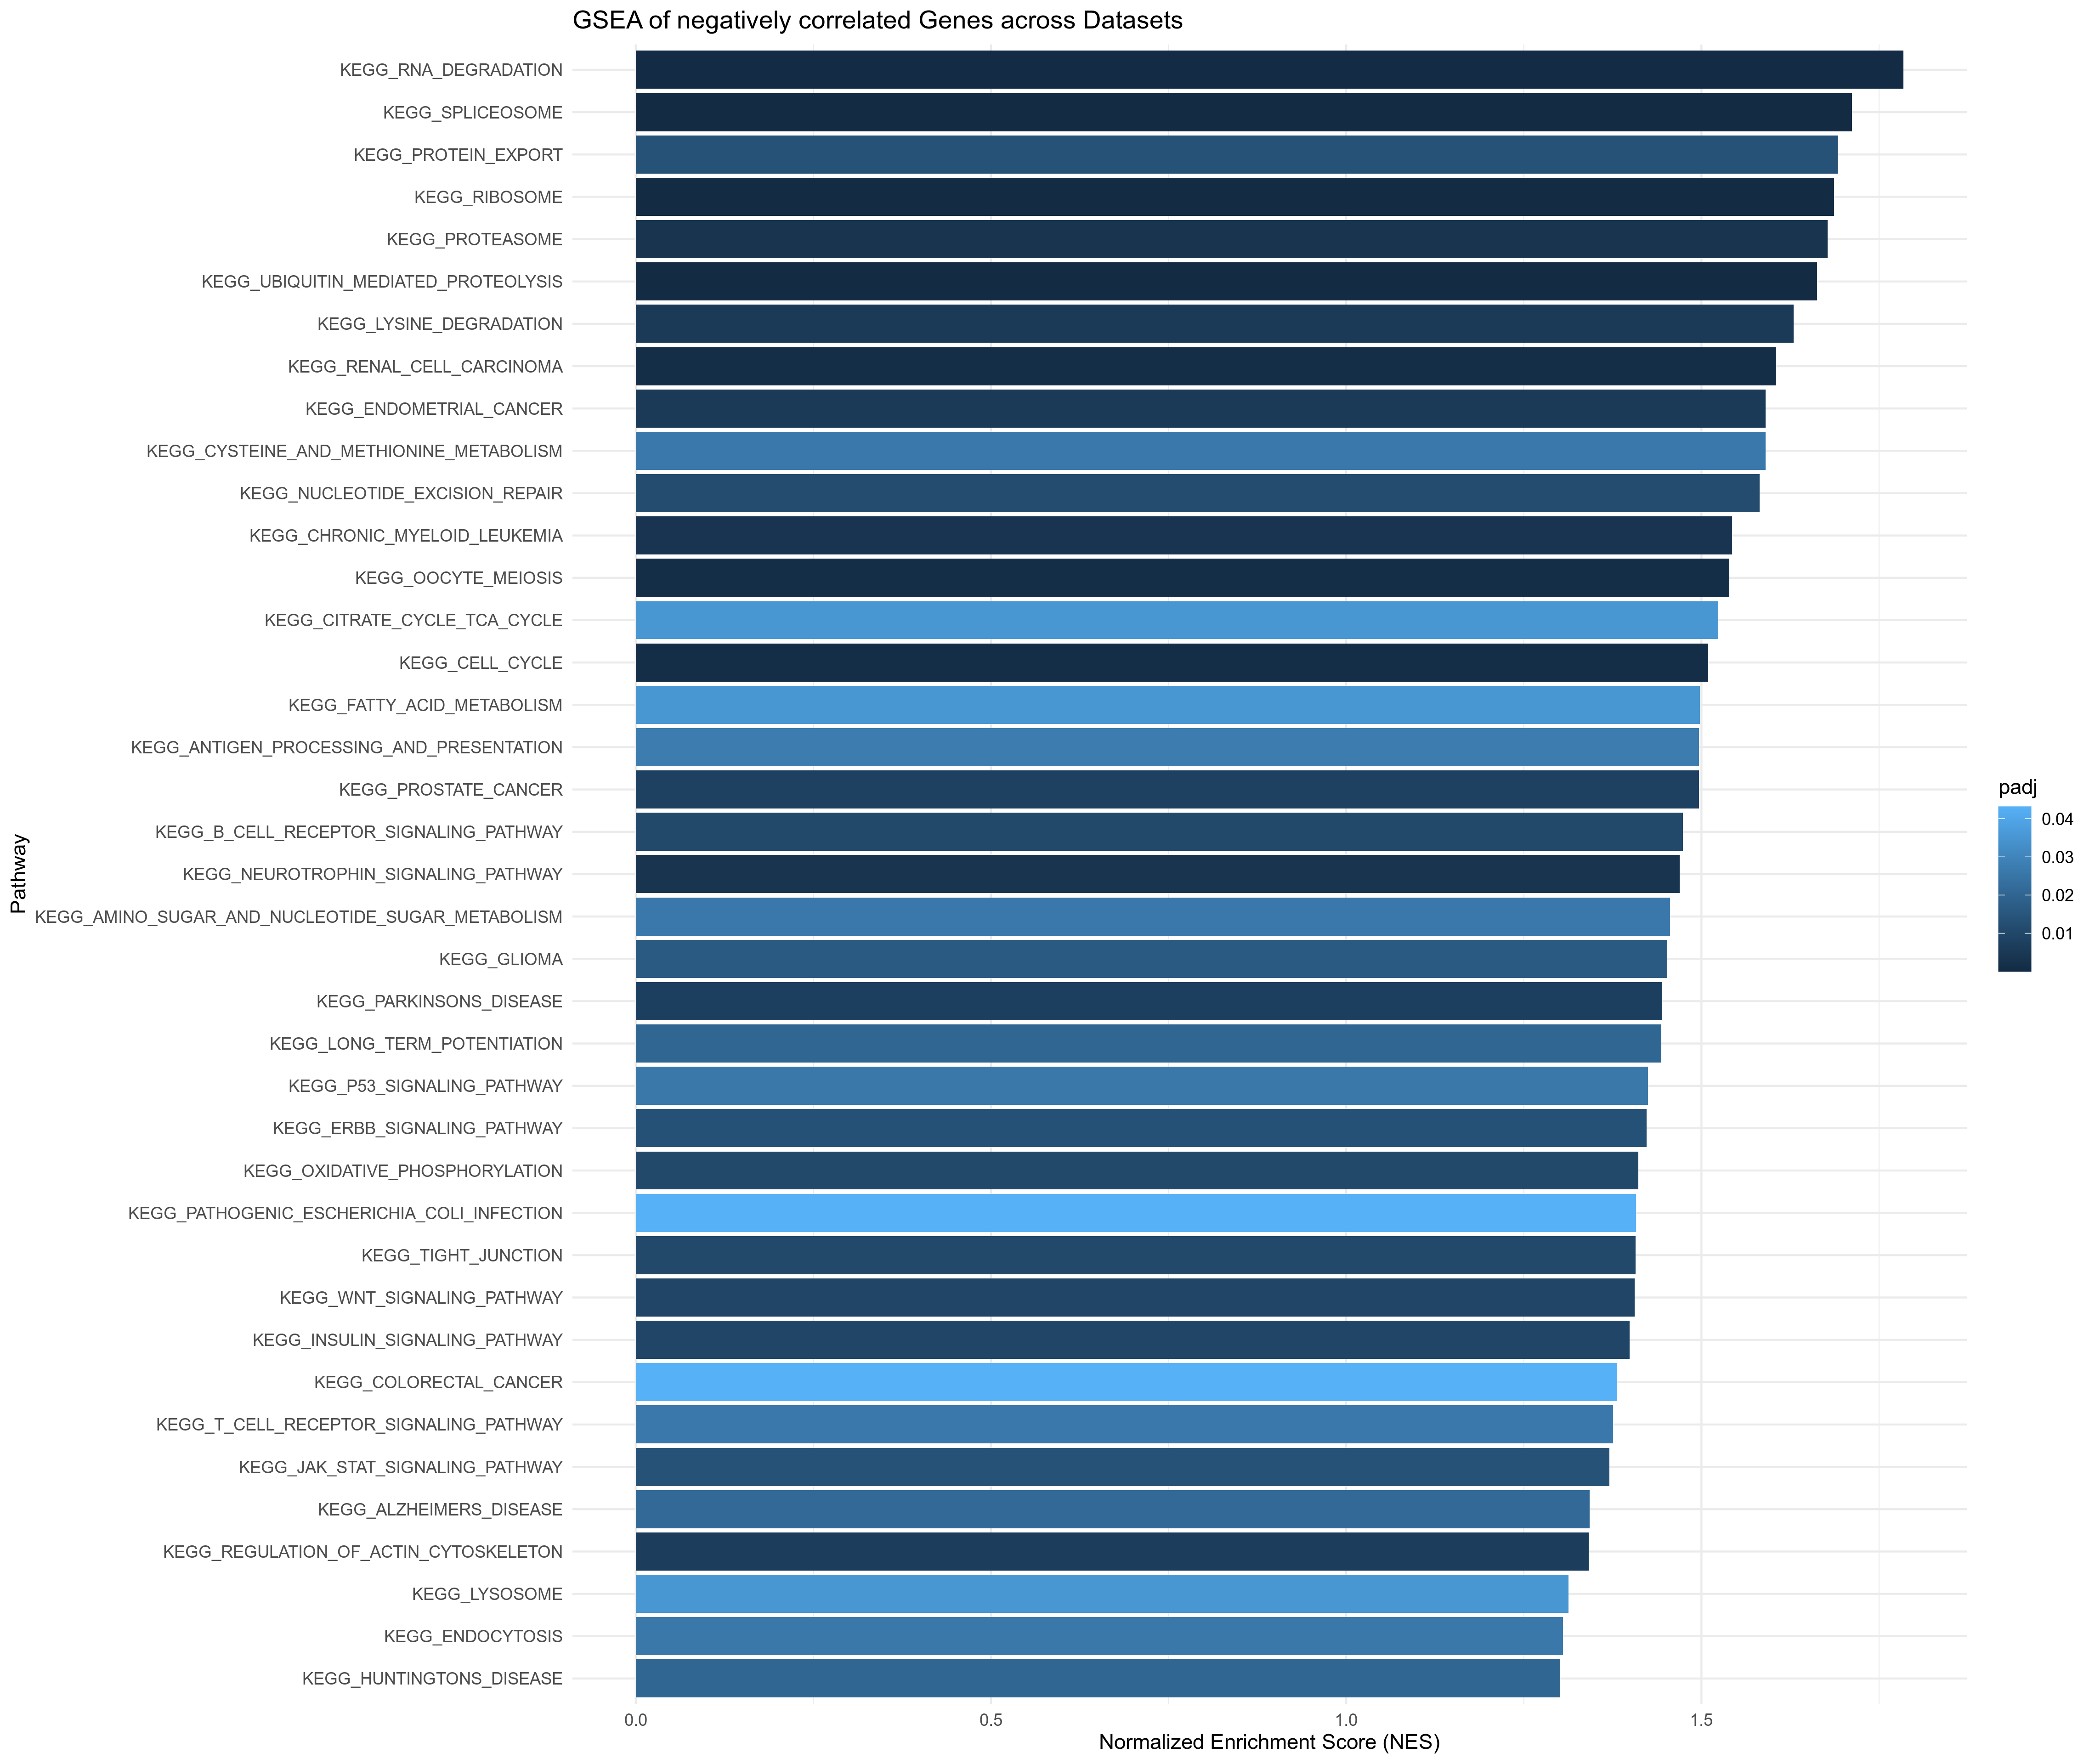 GSEA of negatively correlated Genes across Datasets
Pathway
KEGG_RNA_DEGRADATION
KEGG_SPLICEOSOME
KEGG_PROTEIN_EXPORT
KEGG_RIBOSOME
KEGG_PROTEASOME
KEGG_UBIQUITIN_MEDIATED_PROTEOLYSIS
KEGG_LYSINE_DEGRADATION
KEGG_RENAL_CELL_CARCINOMA
KEGG_ENDOMETRIAL_CANCER
KEGG_CYSTEINE_AND_METHIONINE_METABOLISM
KEGG_NUCLEOTIDE_EXCISION_REPAIR
KEGG_CHRONIC_MYELOID_LEUKEMIA
KEGG_OOCYTE_MEIOSIS
KEGG_CITRATE_CYCLE_TCA_CYCLE
KEGG_CELL_CYCLE
KEGG_FATTY_ACID_METABOLISM
KEGG_ANTIGEN_PROCESSING_AND_PRESENTATION
KEGG_PROSTATE_CANCER
KEGG_B_CELL_RECEPTOR_SIGNALING_PATHWAY
KEGG_NEUROTROPHIN_SIGNALING_PATHWAY
KEGG_AMINO_SUGAR_AND_NUCLEOTIDE_SUGAR_METABOLISM
KEGG_GLIOMA
KEGG_PARKINSONS_DISEASE
KEGG_LONG_TERM_POTENTIATION
KEGG_P53_SIGNALING_PATHWAY
KEGG_ERBB_SIGNALING_PATHWAY
KEGG_OXIDATIVE_PHOSPHORYLATION
KEGG_PATHOGENIC_ESCHERICHIA_COLI_INFECTION
KEGG_TIGHT_JUNCTION
KEGG_WNT_SIGNALING_PATHWAY
KEGG_INSULIN_SIGNALING_PATHWAY
KEGG_COLORECTAL_CANCER
KEGG_T_CELL_RECEPTOR_SIGNALING_PATHWAY
KEGG_JAK_STAT_SIGNALING_PATHWAY
KEGG_ALZHEIMERS_DISEASE
KEGG_REGULATION_OF_ACTIN_CYTOSKELETON
KEGG_LYSOSOME
KEGG_ENDOCYTOSIS
KEGG_HUNTINGTONS_DISEASE
0.0 0.5 1.0 1.5
Normalized Enrichment Score (NES)
padj
0.04
0.03
0.02
0.01